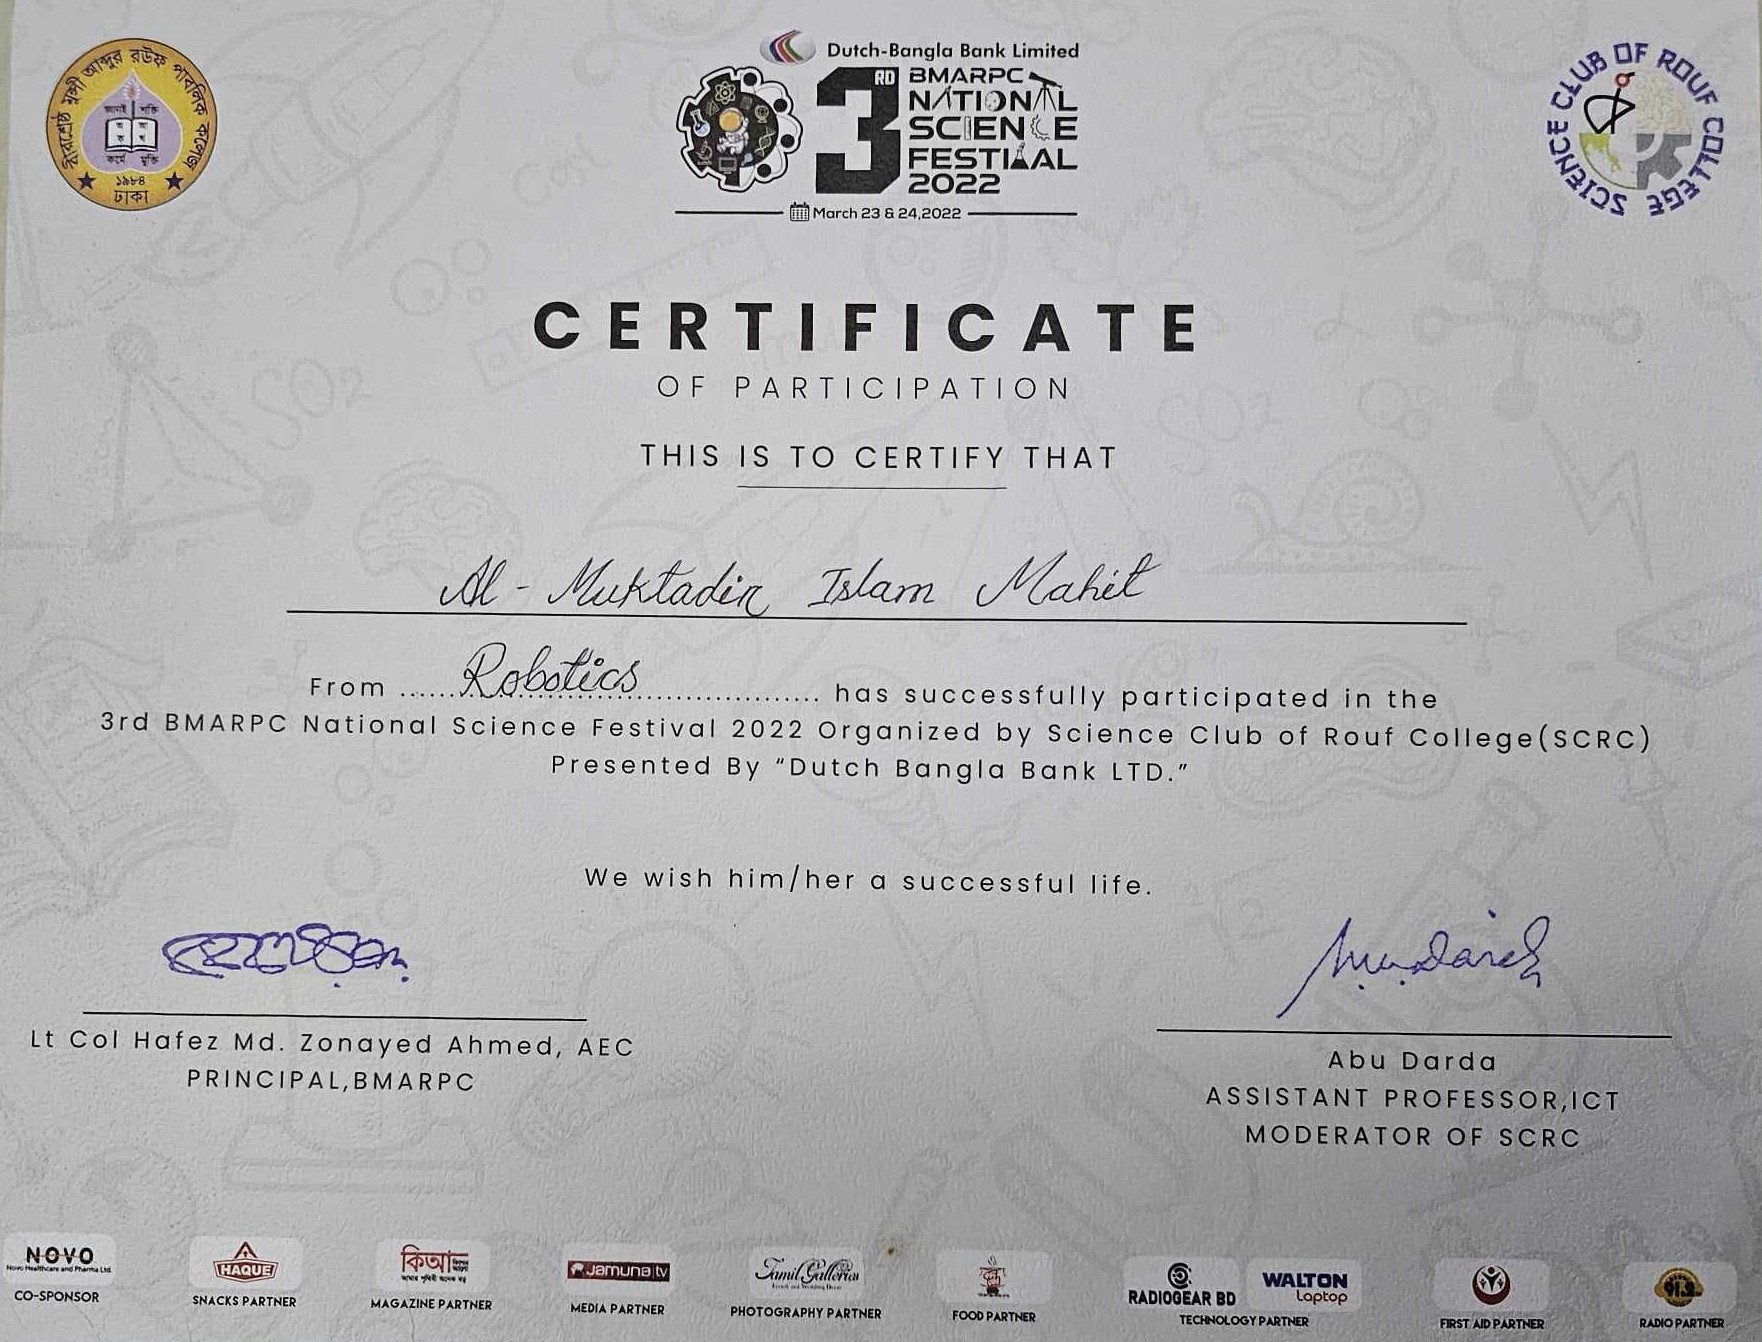 বীরশ্রেষ্ঠ মুন্সী আব্দুর রউফ পাবলিক কলেজ
জ্ঞানই শক্তি
কর্মে মুক্তি
১৯৮৪
ঢাকা
Dutch-Bangla Bank Limited
3RD BMARPC
NATIONAL
SCIENCE
FESTIVAL
2022
March 23 & 24,2022
SCIENCE CLUB OF ROUF COLLEGE
CERTIFICATE
OF PARTICIPATION
THIS IS TO CERTIFY THAT
Al - Muktadir Islam Mahit
From ......Robotics........................ has successfully participated in the
3rd BMARPC National Science Festival 2022 Organized by Science Club of Rouf College(SCRC)
Presented By “Dutch Bangla Bank LTD.”
We wish him/her a successful life.
Lt Col Hafez Md. Zonayed Ahmed, AEC
PRINCIPAL,BMARPC
Abu Darda
ASSISTANT PROFESSOR,ICT
MODERATOR OF SCRC
NOVO
Novo Healthcare and Pharma Ltd.
CO-SPONSOR
HAQUE
SNACKS PARTNER
কিআ
MAGAZINE PARTNER
Jamuna tv
MEDIA PARTNER
PHOTOGRAPHY PARTNER
FOOD PARTNER
RADIOGEAR BD
WALTON
Laptop
TECHNOLOGY PARTNER
FIRST AID PARTNER
RADIO PARTNER